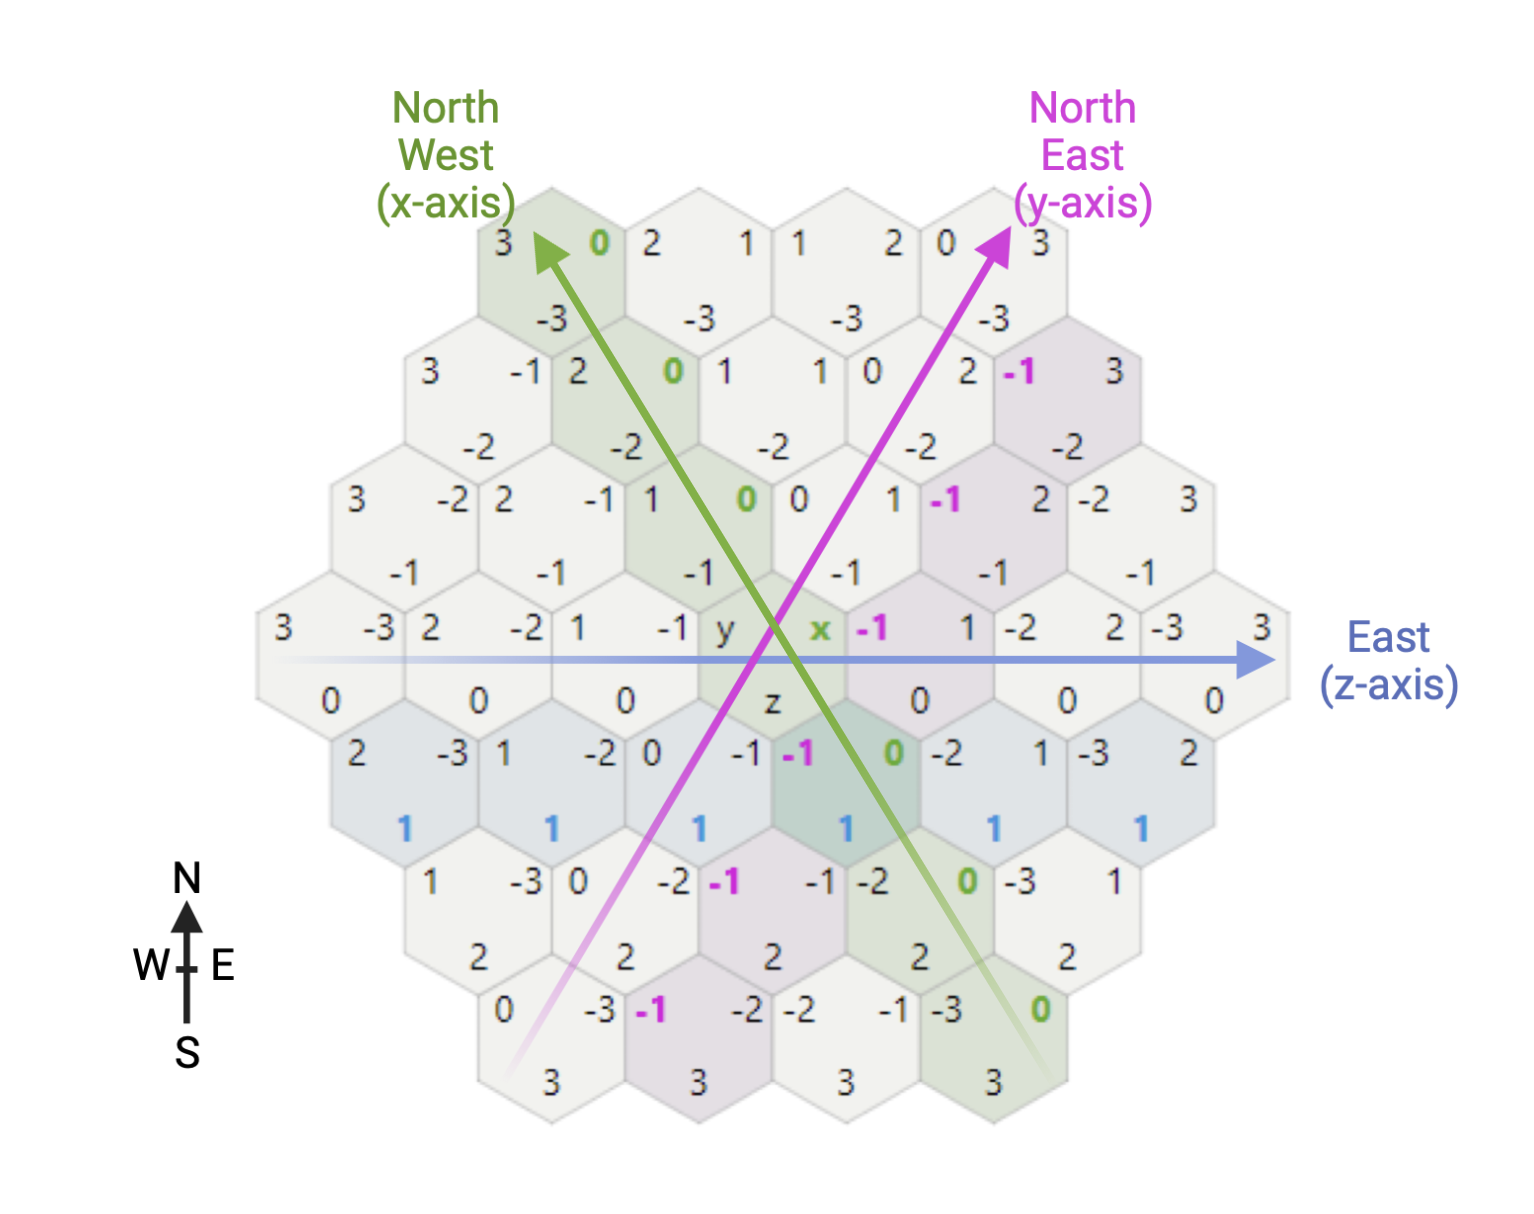 North
West
(x-axis)
North
East
(y-axis)
3 0 2 1 1 2 0 3
-3 -3 -3 -3
3 -1 2 0 1 1 0 2 -1 3
-2 -2 -2 -2 -2
3 -2 2 -1 1 0 0 1 -1 2 -2 3
-1 -1 -1 -1 -1 -1
3 -3 2 -2 1 -1 y x -1 1 -2 2 -3 3
East
(z-axis)
0 0 0 z 0 0 0
2 -3 1 -2 0 -1 -1 0 -2 1 -3 2
1 1 1 1 1 1
1 -3 0 -2 -1 -1 -2 0 -3 1
2 2 2 2 2
0 -3 -1 -2 -2 -1 -3 0
3 3 3 3
N
W E
S